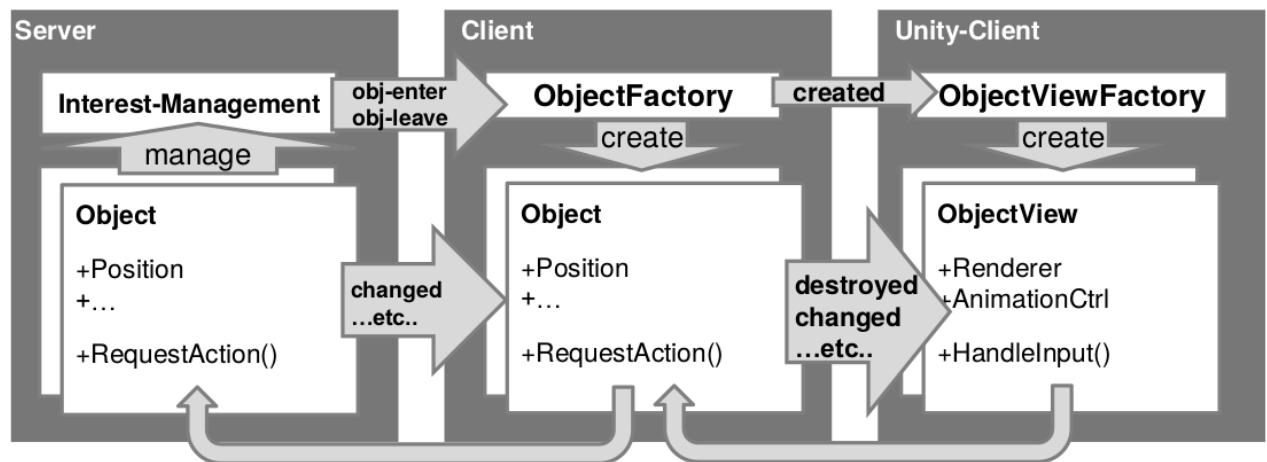 Server
Interest-Management
manage
Object
+Position
+...
+RequestAction()
obj-enter
obj-leave
changed
...etc..
Client
ObjectFactory
create
Object
+Position
+...
+RequestAction()
created
destroyed
changed
...etc..
Unity-Client
ObjectViewFactory
create
ObjectView
+Renderer
+AnimationCtrl
+HandleInput()